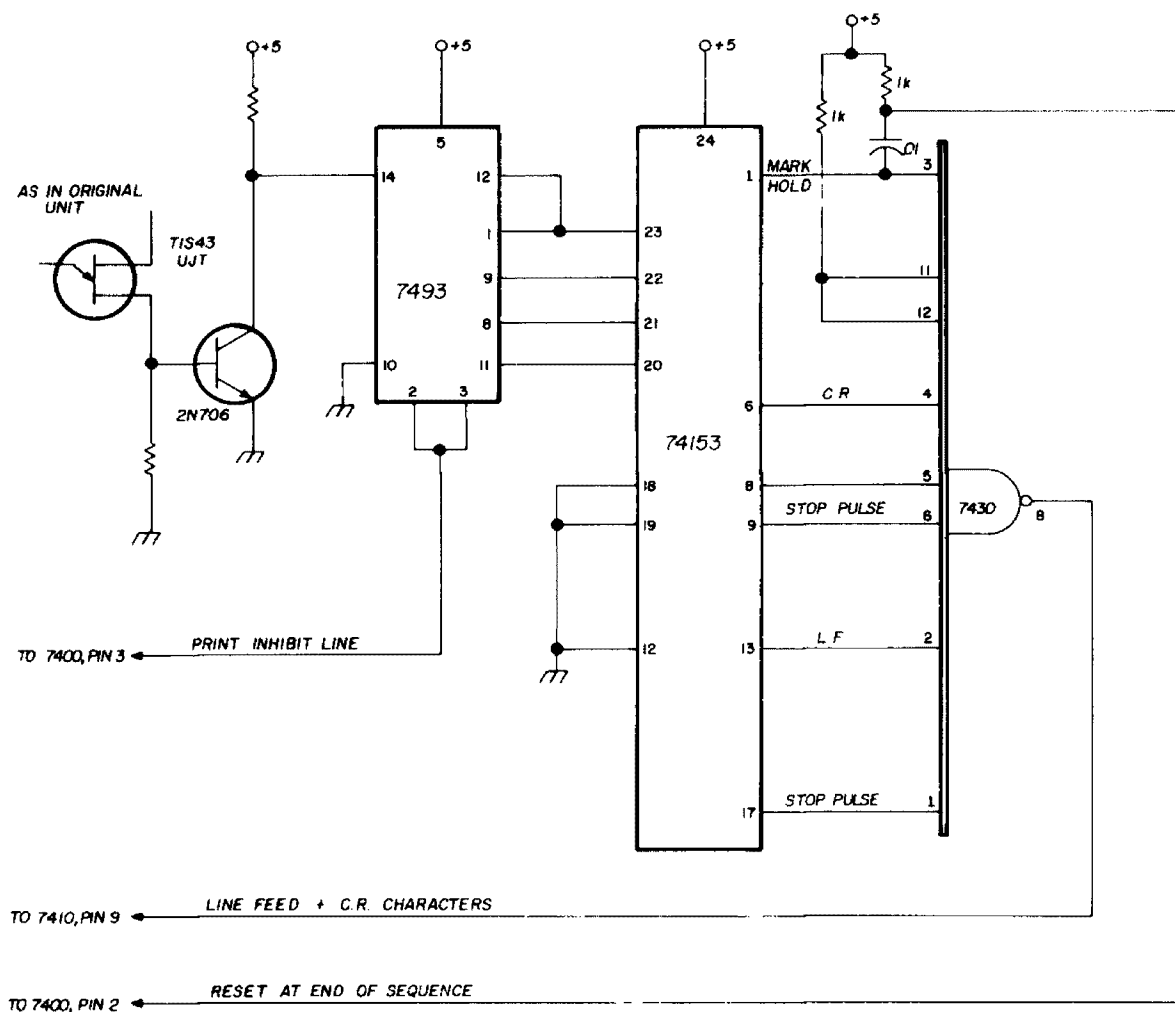 +5
+5
+5
+5
1k
1k
.01
AS IN ORIGINAL
UNIT
TIS43
UJT
2N706
5
14
12
1
9
8
11
10
2
3
7493
24
23
22
21
20
18
19
12
1
6
8
9
13
17
74153
MARK
HOLD
3
11
12
CR
4
5
STOP PULSE
6
LF
2
STOP PULSE
1
7430
8
PRINT INHIBIT LINE
TO 7400, PIN 3
LINE FEED + C.R. CHARACTERS
TO 7410, PIN 9
RESET AT END OF SEQUENCE
TO 7400, PIN 2